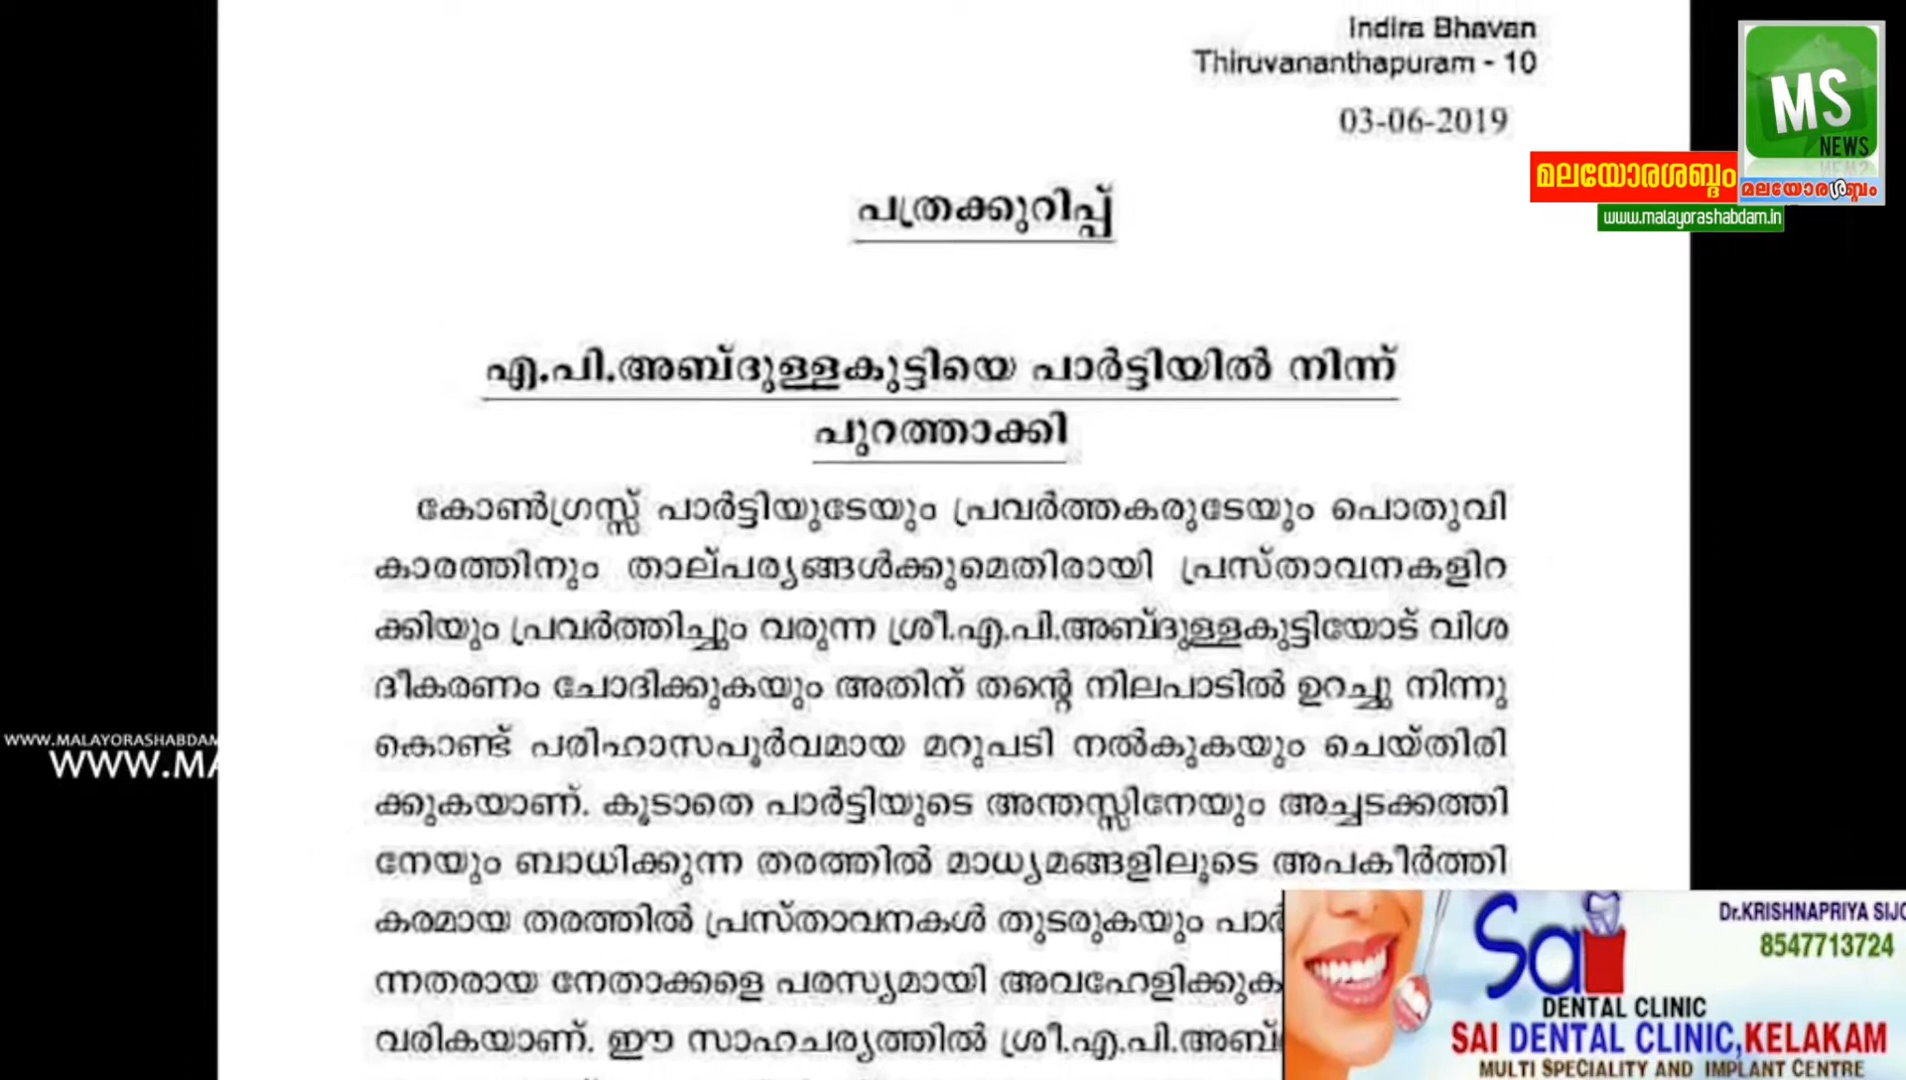 Indira Bhavan
Thiruvananthapuram - 10
03-06-2019
MS
NEWS
മലയോരശബ്ദം
മലയോരശബ്ദം
www.malayorashabdam.in
പത്രക്കുറിപ്പ്
എ.പി.അബ്ദുള്ളകുട്ടിയെ പാർട്ടിയിൽ നിന്ന്
പുറത്താക്കി
കോൺഗ്രസ്സ് പാർട്ടിയുടേയും പ്രവർത്തകരുടേയും പൊതുവി
കാരത്തിനും താല്പര്യങ്ങൾക്കുമെതിരായി പ്രസ്താവനകളിറ
ക്കിയും പ്രവർത്തിച്ചും വരുന്ന ശ്രീ.എ.പി.അബ്ദുള്ളകുട്ടിയോട് വിശ
ദീകരണം ചോദിക്കുകയും അതിന് തന്റെ നിലപാടിൽ ഉറച്ചു നിന്നു
കൊണ്ട് പരിഹാസപൂർവമായ മറുപടി നൽകുകയും ചെയ്തിരി
ക്കുകയാണ്. കൂടാതെ പാർട്ടിയുടെ അന്തസ്സിനേയും അച്ചടക്കത്തി
നേയും ബാധിക്കുന്ന തരത്തിൽ മാധ്യമങ്ങളിലൂടെ അപകീർത്തി
കരമായ തരത്തിൽ പ്രസ്താവനകൾ തുടരുകയും പാർ
ന്നതരായ നേതാക്കളെ പരസ്യമായി അവഹേളിക്കുക
വരികയാണ്. ഈ സാഹചര്യത്തിൽ ശ്രീ.എ.പി.അബ്
WWW.MALAYORASHABDAM
WWW.MA
Dr.KRISHNAPRIYA SIJO
8547713724
Sai
DENTAL CLINIC
SAI DENTAL CLINIC,KELAKAM
MULTI SPECIALITY AND IMPLANT CENTRE